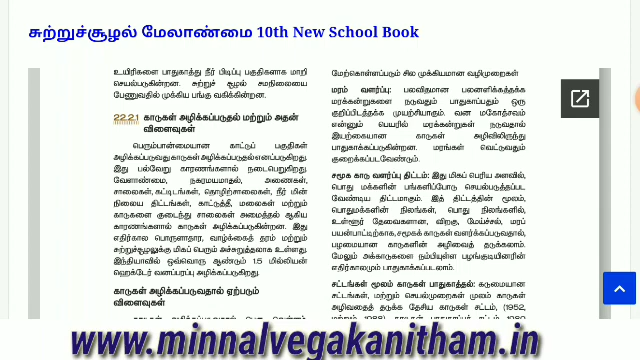 சுற்றுச்சூழல் மேலாண்மை 10th New School Book
உயிரிகளை பாதுகாத்து நீர் பிடிப்பு பகுதிகளாக மாறி
செயல்படுகின்றன. சுற்றுச் சூழல் சமநிலையை
பேணுவதில் முக்கிய பங்கு வகிக்கின்றன.
22.2.1 காடுகள் அழிக்கப்படுதல் மற்றும் அதன்
விளைவுகள்
பெரும்பான்மையான காட்டுப் பகுதிகள்
அழிக்கப்படுவது காடுகள் அழிக்கப்படுதல் எனப்படுகிறது.
இது பல்வேறு காரணங்களால் நடைபெறுகிறது.
வேளாண்மை, நகரமயமாதல், அணைகள்,
சாலைகள், கட்டிடங்கள், தொழிற்சாலைகள், நீர் மின்
நிலைய திட்டங்கள், காட்டுத்தீ, மலைகள் மற்றும்
காடுகளை குடைந்து சாலைகள் அமைத்தல் ஆகிய
காரணங்களால் காடுகள் அழிக்கப்படுகின்றன. இது
எதிர்கால பொருளாதார, வாழ்க்கைத் தரம் மற்றும்
சுற்றுச்சூழலுக்கு மிகப் பெரும் அச்சுறுத்தலாக உள்ளது.
இந்தியாவில் ஒவ்வொரு ஆண்டும் 1.5 மில்லியன்
ஹெக்டேர் வனப்பரப்பு அழிக்கப்படுகிறது.
காடுகள் அழிக்கப்படுவதால் ஏற்படும்
விளைவுகள்
மேற்கொள்ளப்படும் சில முக்கியமான வழிமுறைகள்
மரம் வளர்ப்பு: பலவிதமான பலனளிக்கத்தக்க
மரக்கன்றுகளை நடுவதும் பாதுகாப்பதும் ஒரு
குறிப்பிடத்தக்க முயற்சியாகும். வன மகோத்சவம்
என்னும் பெயரில் மரக்கன்றுகள் நடுவதால்
இயற்கையான காடுகள் அழிவிலிருந்து
பாதுகாக்கப்படுகின்றன. மரங்கள் வெட்டுவதும்
குறைக்கப்படவேண்டும்.
சமூக காடு வளர்ப்பு திட்டம்: இது மிகப் பெரிய அளவில்,
பொது மக்களின் பங்களிப்போடு செயல்படுத்தப்பட
வேண்டிய திட்டமாகும். இத் திட்டத்தின் மூலம்,
பொதுமக்களின் நிலங்கள், பொது நிலங்களில்,
உள்ளூர் தேவைகளான, விறகு, மேய்ச்சல், மரப்
பயன்பாட்டிற்காக, சமூகக் காடுகள் வளர்க்கப்படுவதால்,
பழமையான காடுகளின் அழிவைத் தடுக்கலாம்.
மேலும் அக்காடுகளை நம்பியுள்ள பழங்குடியினரின்
எதிர்காலமும் பாதுகாக்கப்படலாம்.
சட்டங்கள் மூலம் காடுகள் பாதுகாத்தல்: கடுமையான
சட்டங்கள், மற்றும் செயல்முறைகள் மூலம் காடுகள்
அழிவதைத் தடுக்க தேசிய காடுகள் சட்டம், (1952,
www.minnalvegakanitham.in